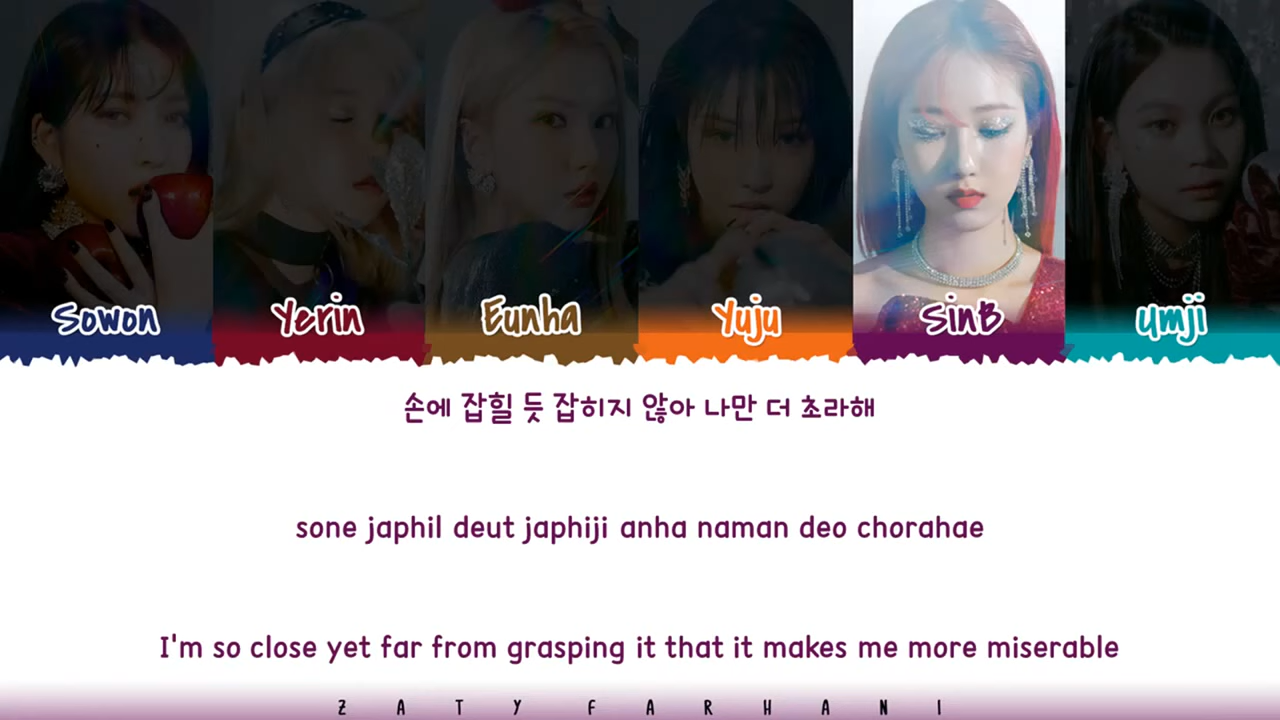 Sowon Yerin Eunha Yuju SinB Umji
손에 잡힐 듯 잡히지 않아 나만 더 초라해
sone japhil deut japhiji anha naman deo chorahae
I'm so close yet far from grasping it that it makes me more miserable
ZATY FARHANI